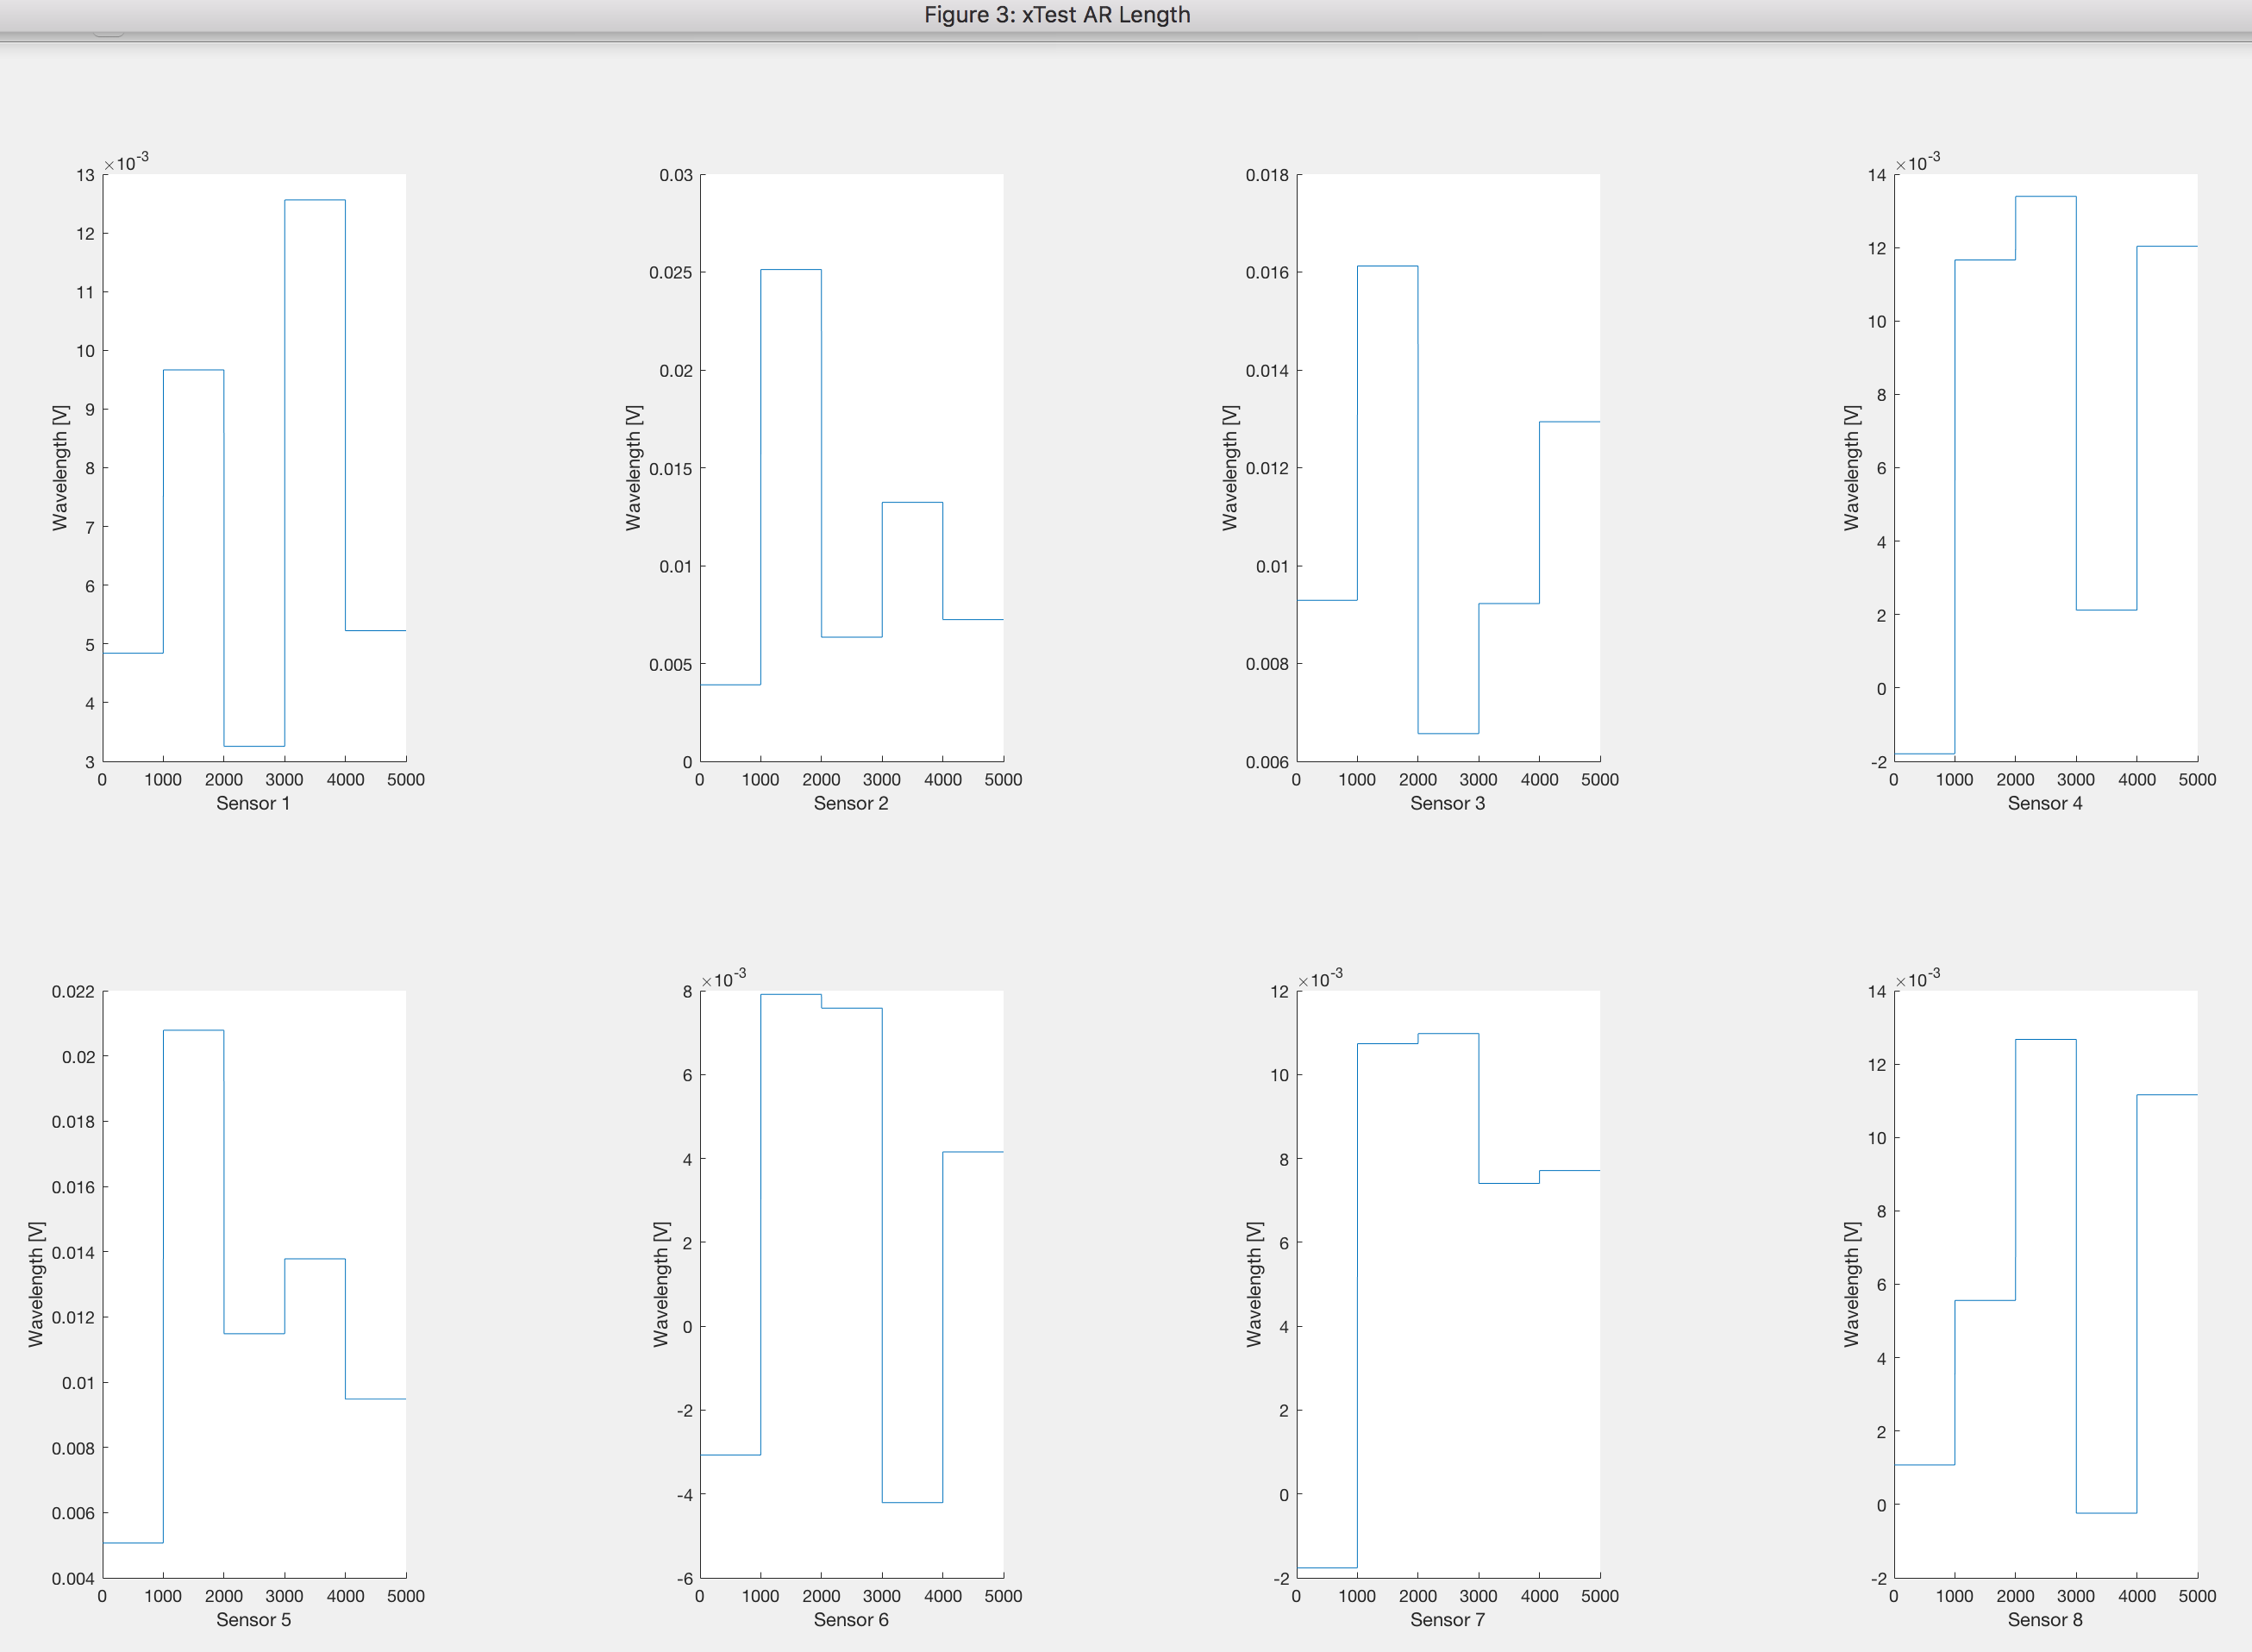 Figure 3: xTest AR Length
×10-3
13
12
11
10
9
8
7
6
5
4
3
Wavelength [V]
0 1000 2000 3000 4000 5000
Sensor 1
0.03
0.025
0.02
0.015
0.01
0.005
0
Wavelength [V]
0 1000 2000 3000 4000 5000
Sensor 2
0.018
0.016
0.014
0.012
0.01
0.008
0.006
Wavelength [V]
0 1000 2000 3000 4000 5000
Sensor 3
×10-3
14
12
10
8
6
4
2
0
-2
Wavelength [V]
0 1000 2000 3000 4000 5000
Sensor 4
0.022
0.02
0.018
0.016
0.014
0.012
0.01
0.008
0.006
0.004
Wavelength [V]
0 1000 2000 3000 4000 5000
Sensor 5
×10-3
8
6
4
2
0
-2
-4
-6
Wavelength [V]
0 1000 2000 3000 4000 5000
Sensor 6
×10-3
12
10
8
6
4
2
0
-2
Wavelength [V]
0 1000 2000 3000 4000 5000
Sensor 7
×10-3
14
12
10
8
6
4
2
0
-2
Wavelength [V]
0 1000 2000 3000 4000 5000
Sensor 8